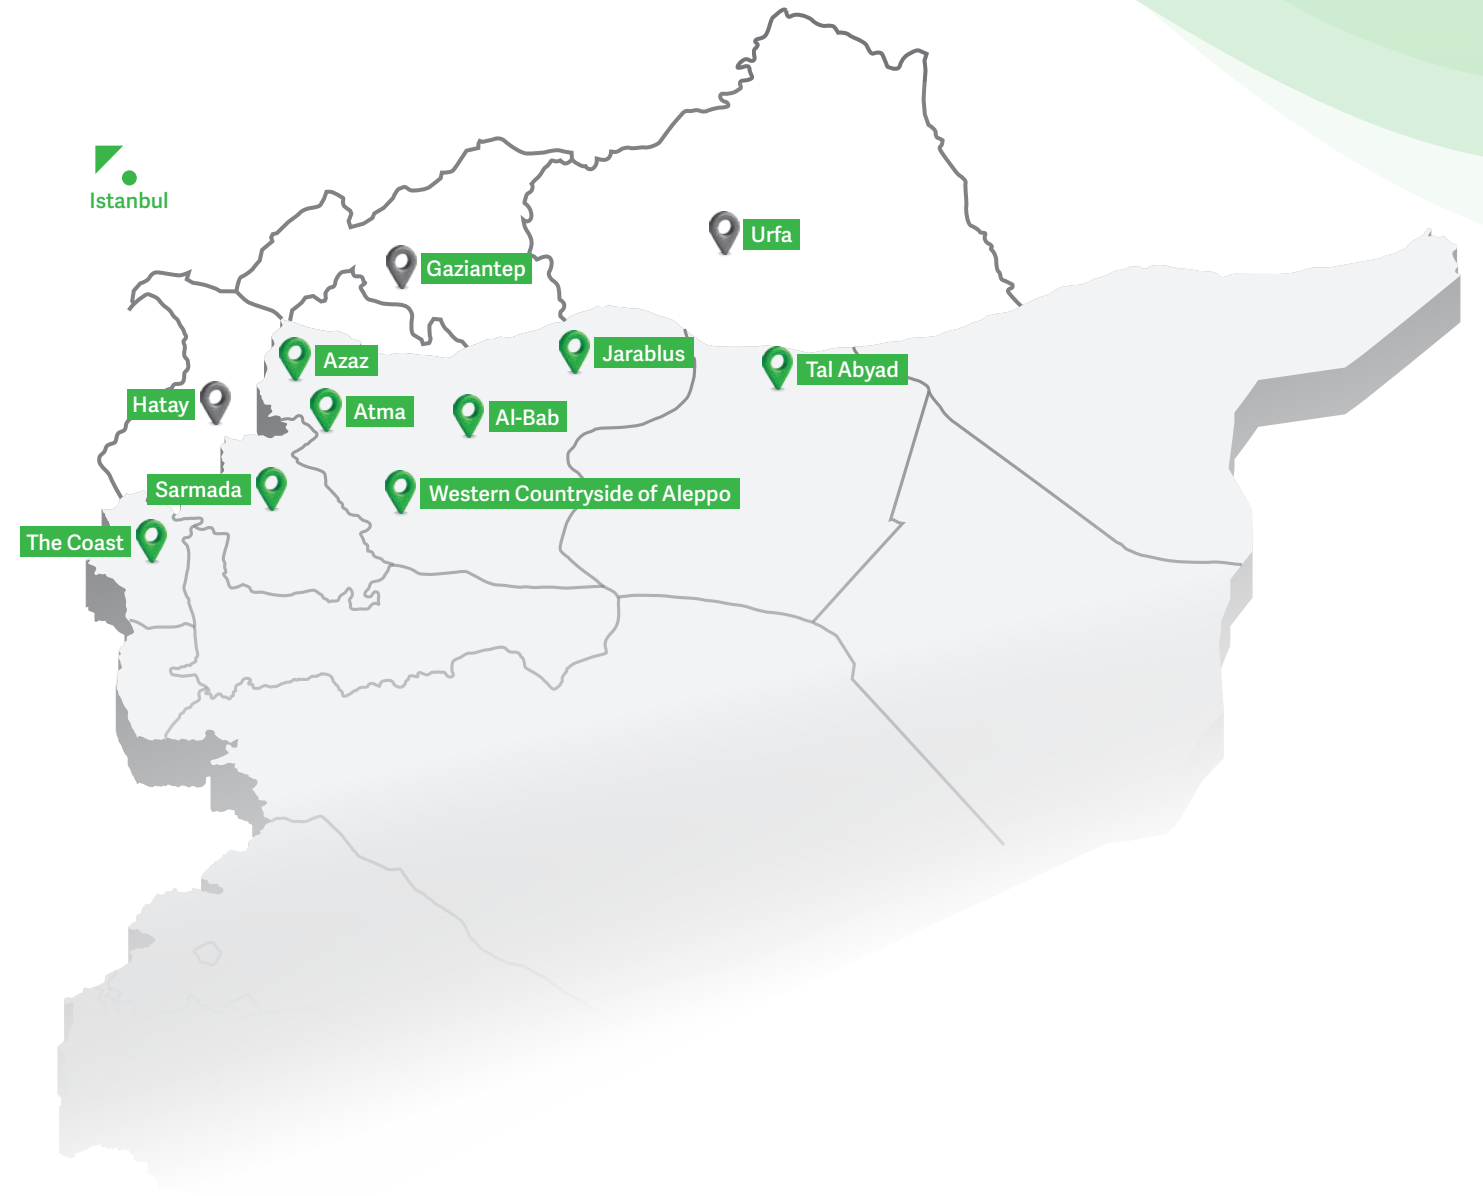 Istanbul
Urfa
Gaziantep
Azaz
Jarablus
Tal Abyad
Hatay
Atma
Al-Bab
Sarmada
Western Countryside of Aleppo
The Coast